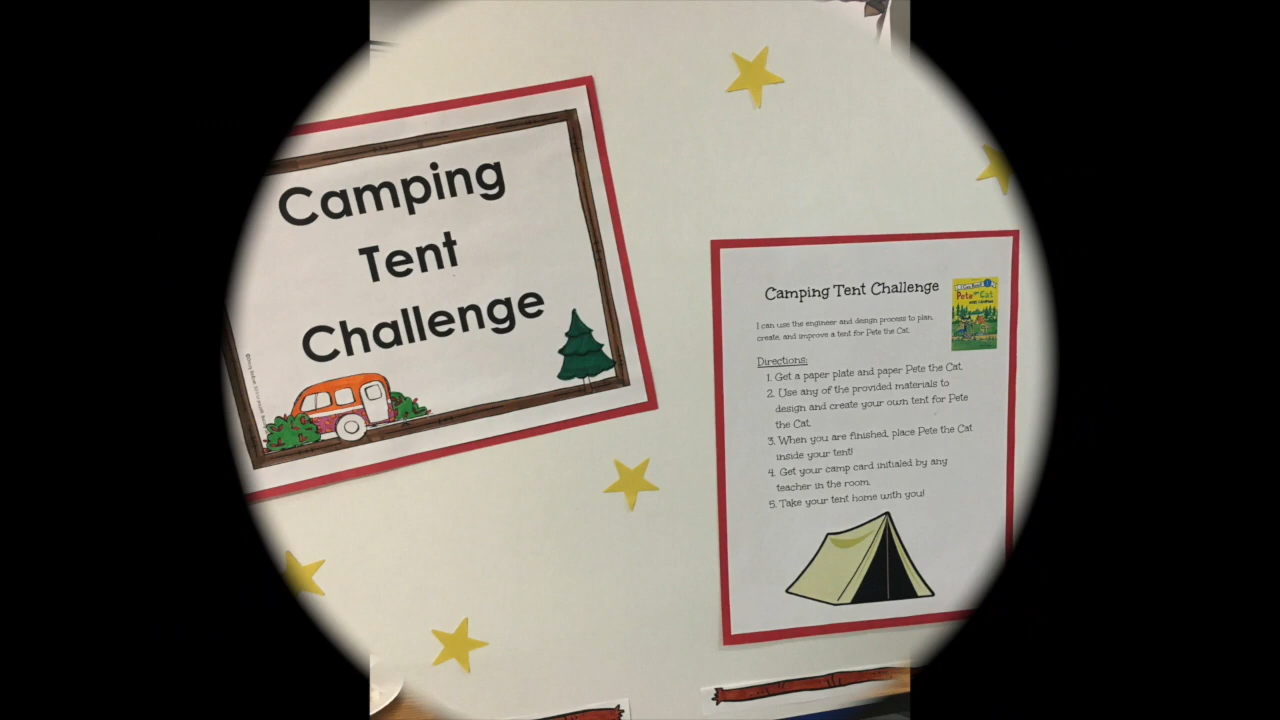 Camping
Tent
Challenge
Camping Tent Challenge
I can use the engineer and design process to plan,
create, and improve a tent for Pete the Cat.
Directions:
1. Get a paper plate and paper Pete the Cat.
2. Use any of the provided materials to
design and create your own tent for Pete
the Cat.
3. When you are finished, place Pete the Cat
inside your tent!
4. Get your camp card initialed by any
teacher in the room.
5. Take your tent home with you!
I Can Read!
Pete the Cat